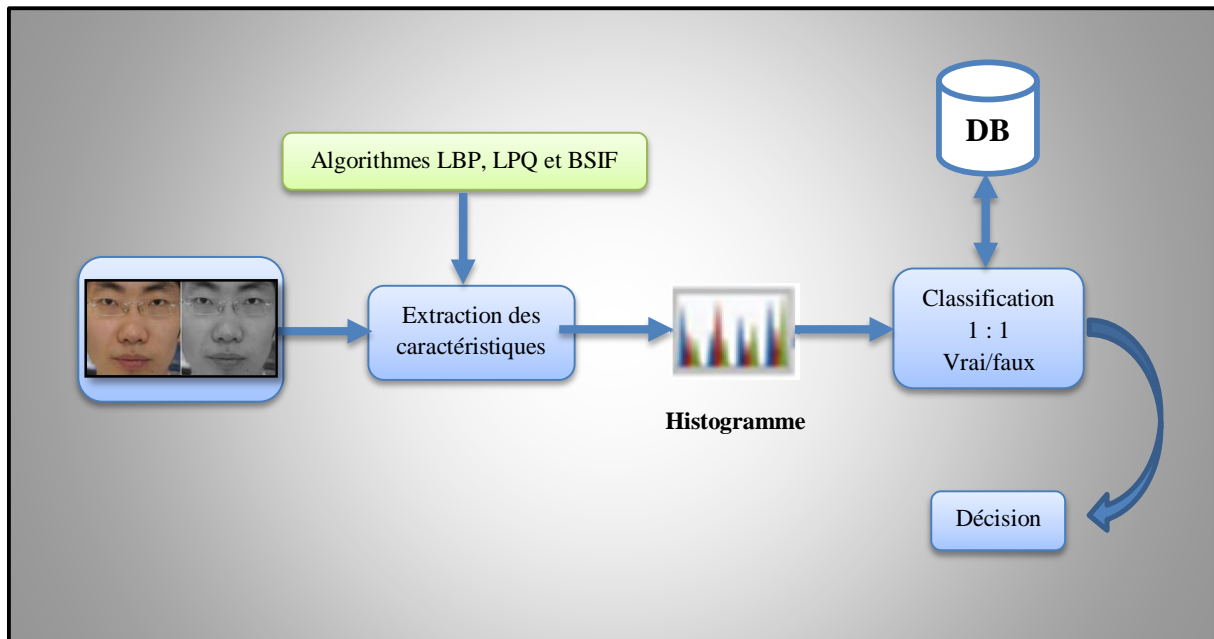 DB
Algorithmes LBP, LPQ et BSIF
Extraction des
caractéristiques
Classification
1 : 1
Vrai/faux
Histogramme
Décision